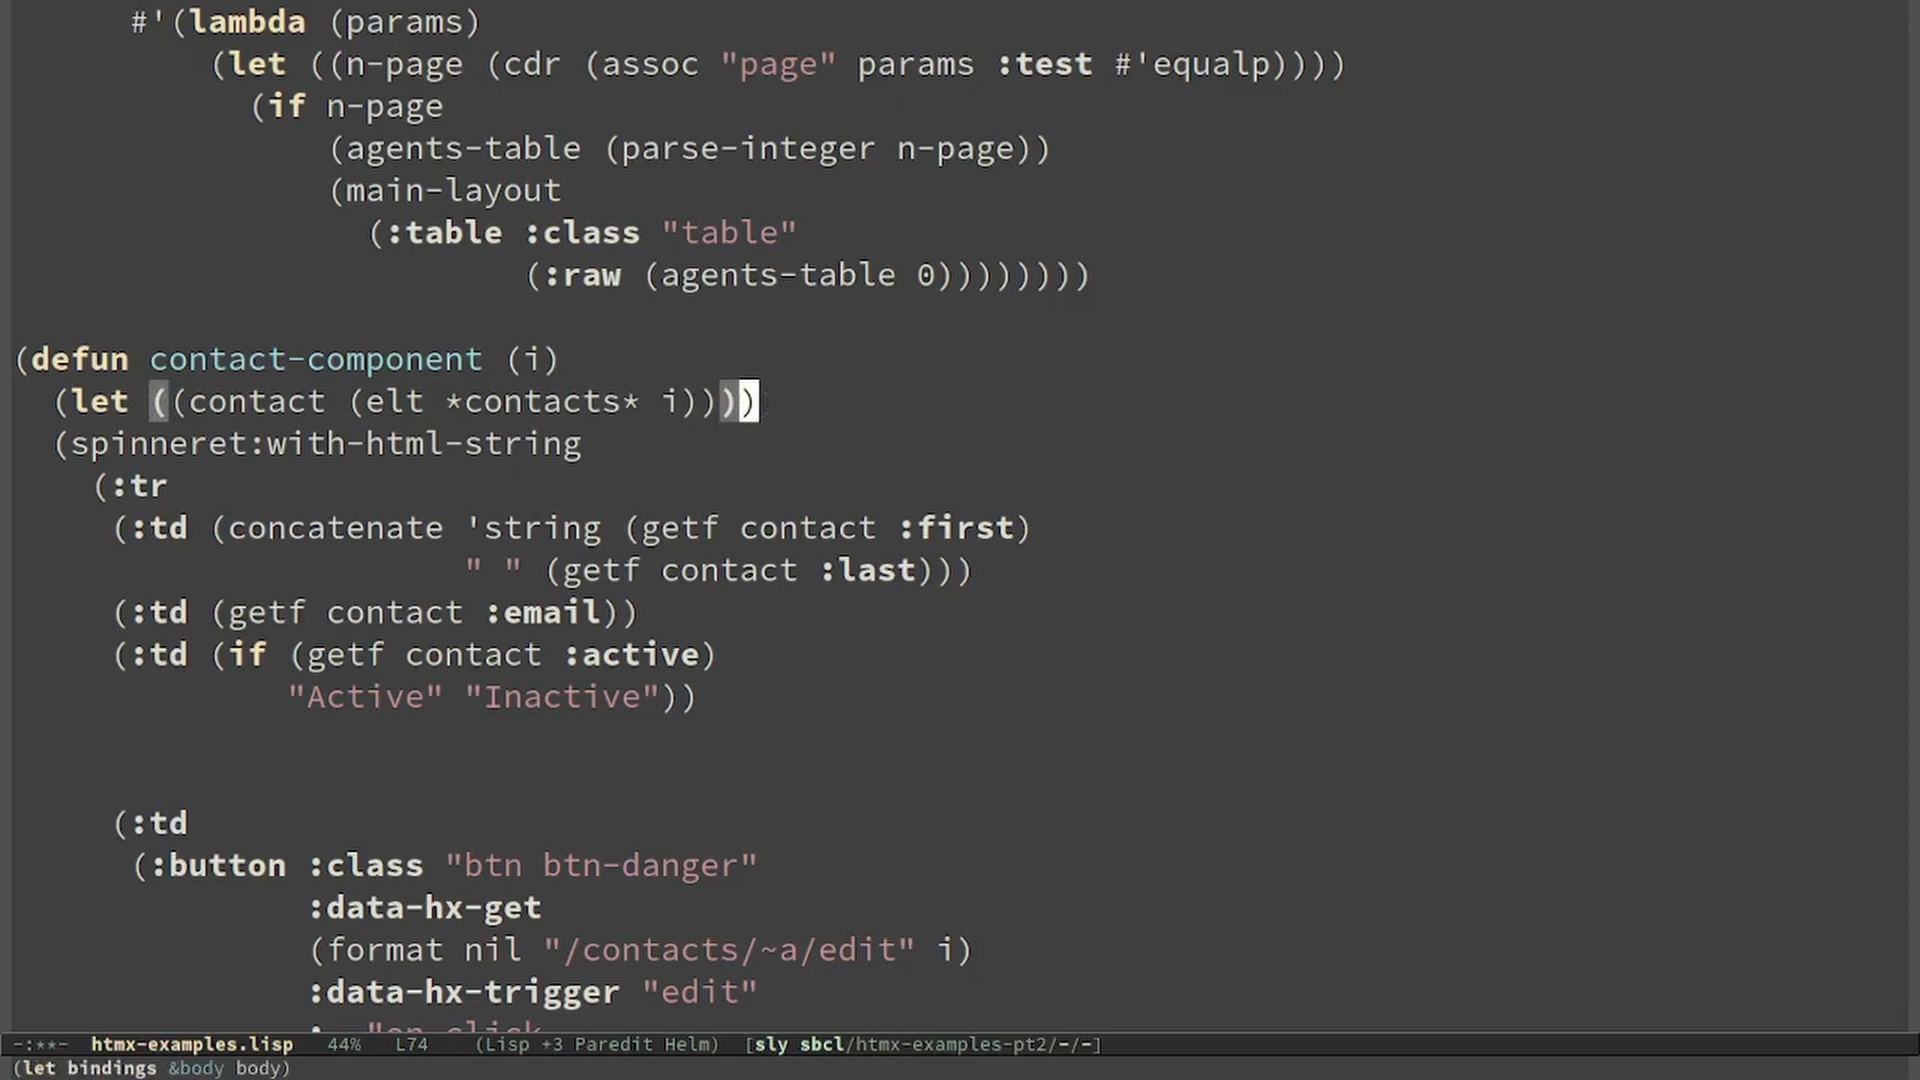 #'(lambda (params)
(let ((n-page (cdr (assoc "page" params :test #'equalp))))
(if n-page
(agents-table (parse-integer n-page))
(main-layout
(:table :class "table"
(:raw (agents-table 0))))))))
(defun contact-component (i)
(let ((contact (elt *contacts* i))))
(spinneret:with-html-string
(:tr
(:td (concatenate 'string (getf contact :first)
" " (getf contact :last)))
(:td (getf contact :email))
(:td (if (getf contact :active)
"Active" "Inactive"))
(:td
(:button :class "btn btn-danger"
:data-hx-get
(format nil "/contacts/~a/edit" i)
:data-hx-trigger "edit"
:_ "on click
-:**- htmx-examples.lisp 44% L74 (Lisp +3 Paredit Helm) [sly sbcl/htmx-examples-pt2/-/-]
(let bindings &body body)